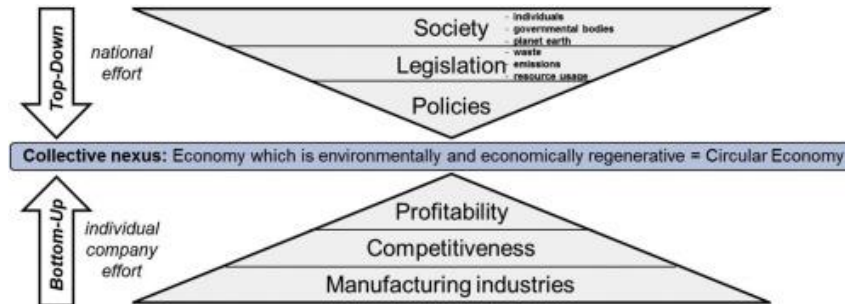 Top-Down
national
effort
Society
- individuals
- governmental bodies
- planet earth
Legislation
- waste
- emissions
- resource usage
Policies
Collective nexus: Economy which is environmentally and economically regenerative = Circular Economy
Bottom-Up
individual
company
effort
Profitability
Competitiveness
Manufacturing industries